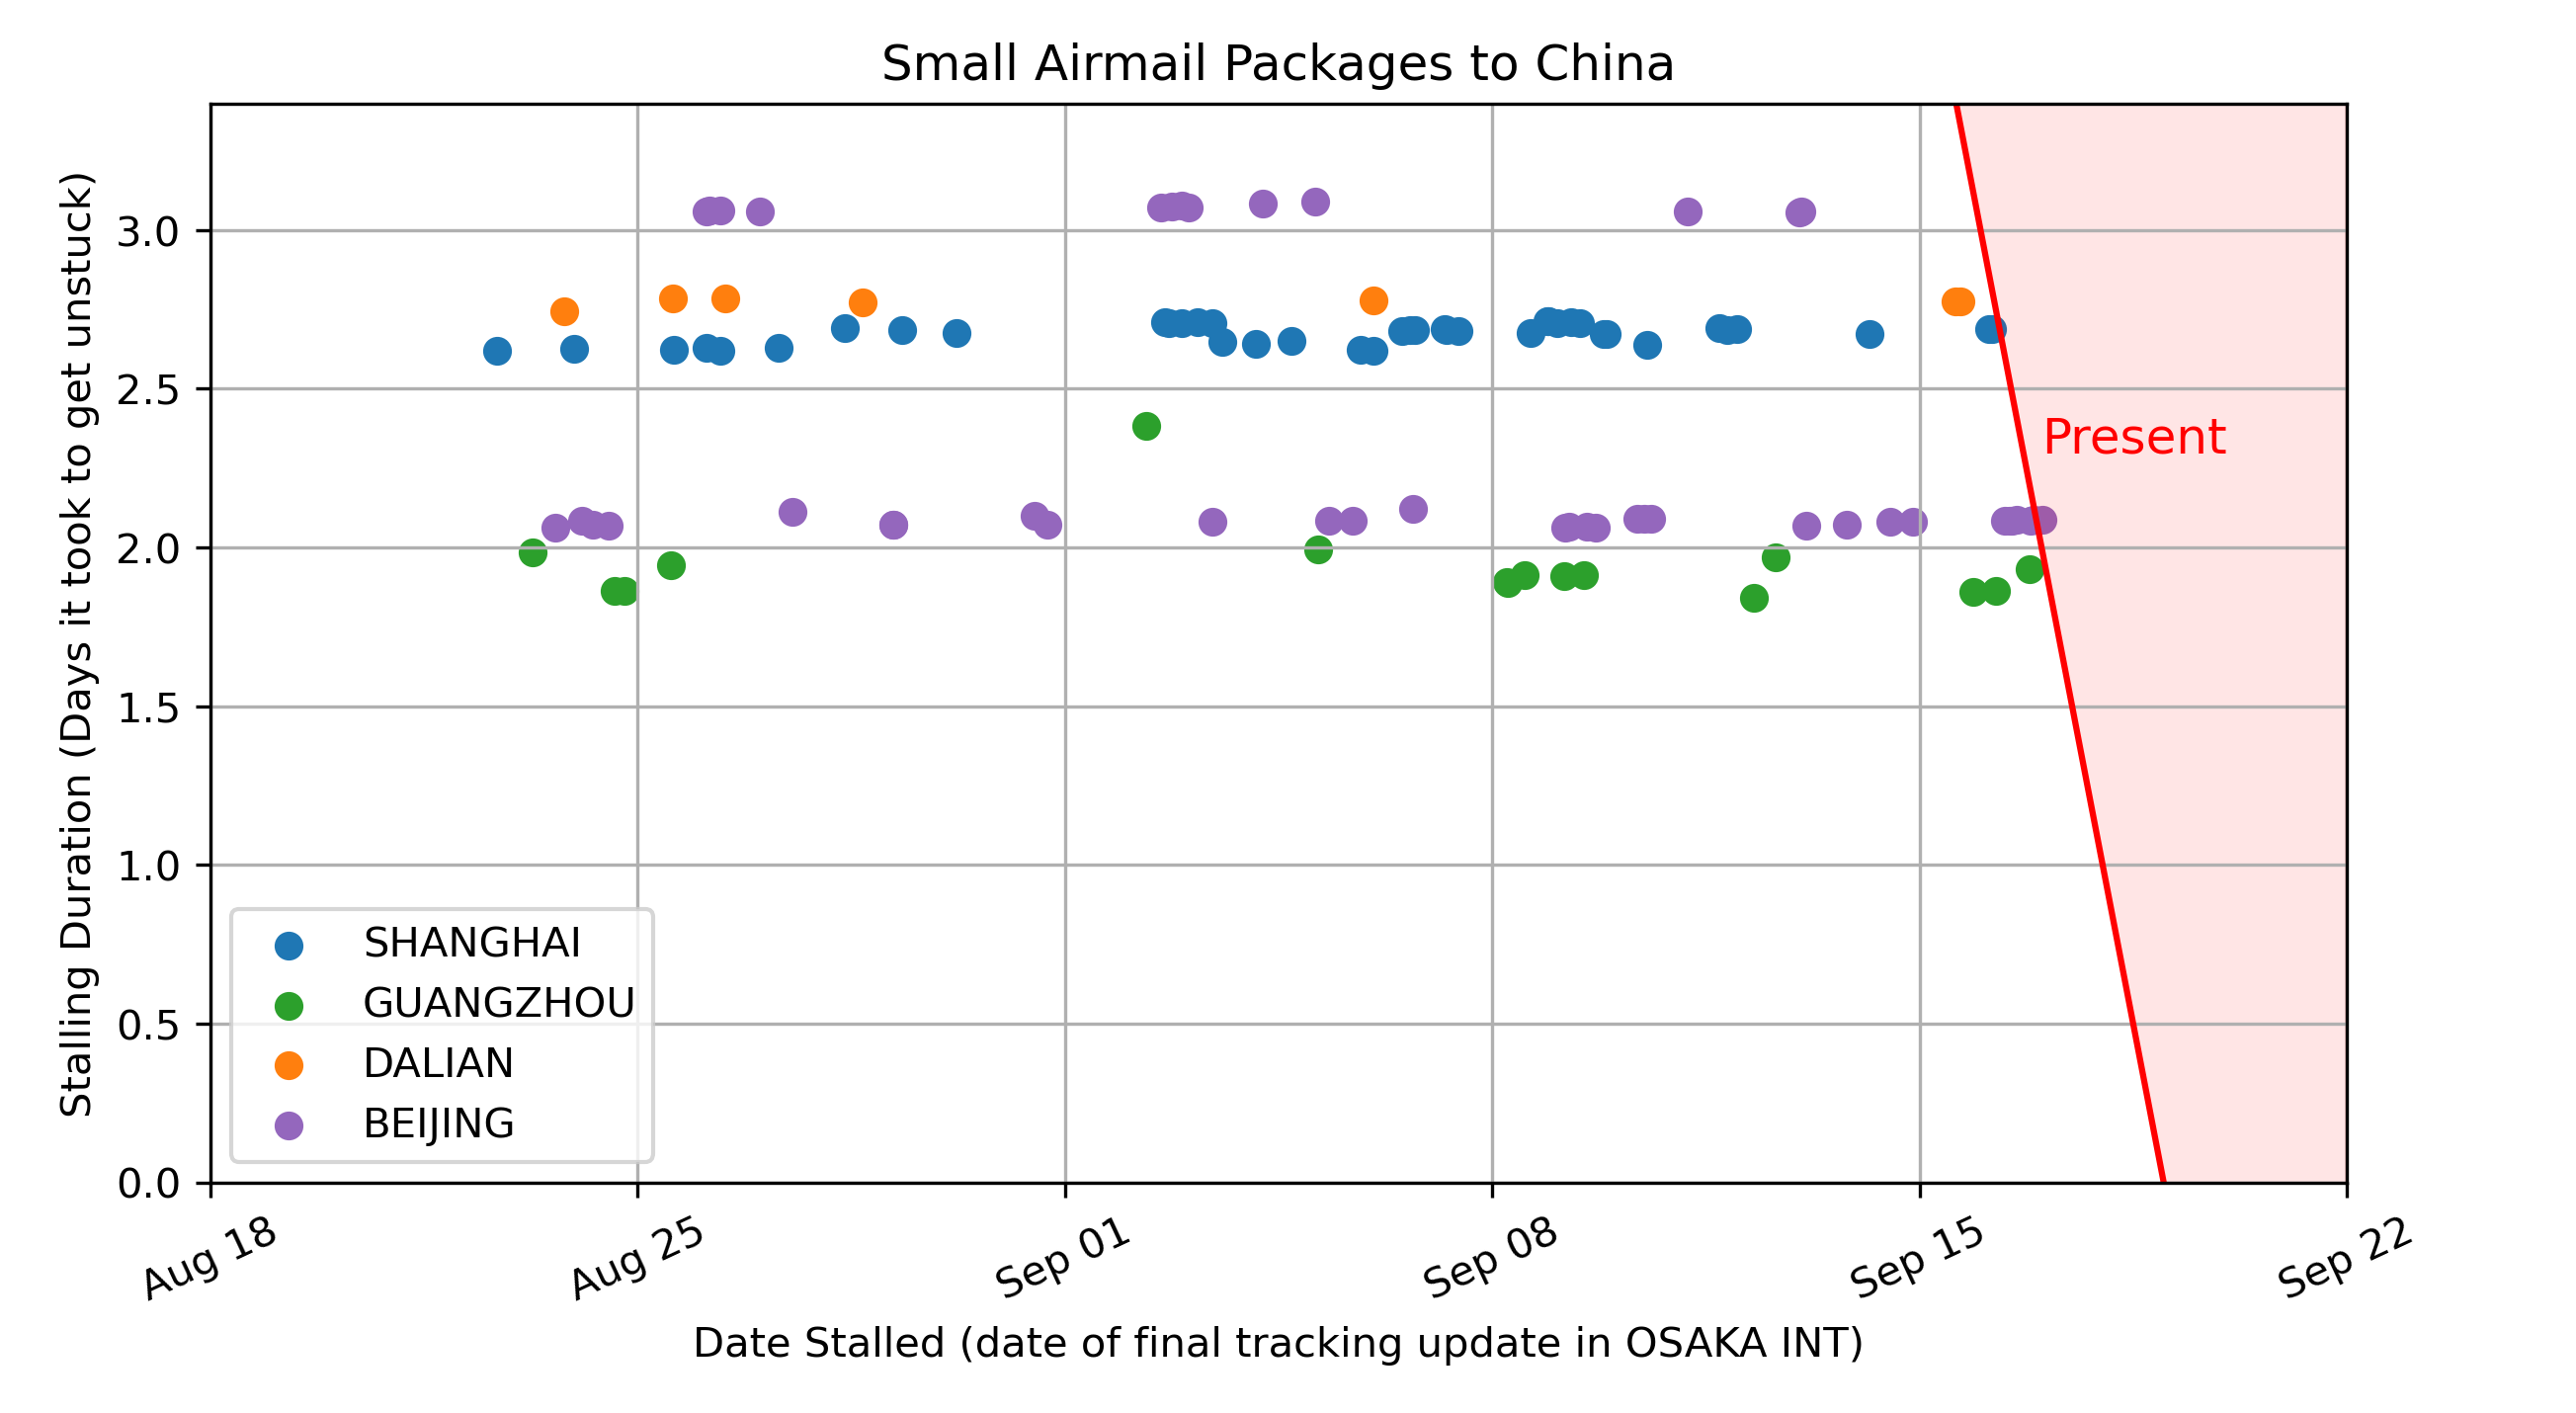 Small Airmail Packages to China
Stalling Duration (Days it took to get unstuck)
3.0
2.5
2.0
1.5
1.0
0.5
0.0
Present
SHANGHAI
GUANGZHOU
DALIAN
BEIJING
Aug 18
Aug 25
Sep 01
Sep 08
Sep 15
Sep 22
Date Stalled (date of final tracking update in OSAKA INT)